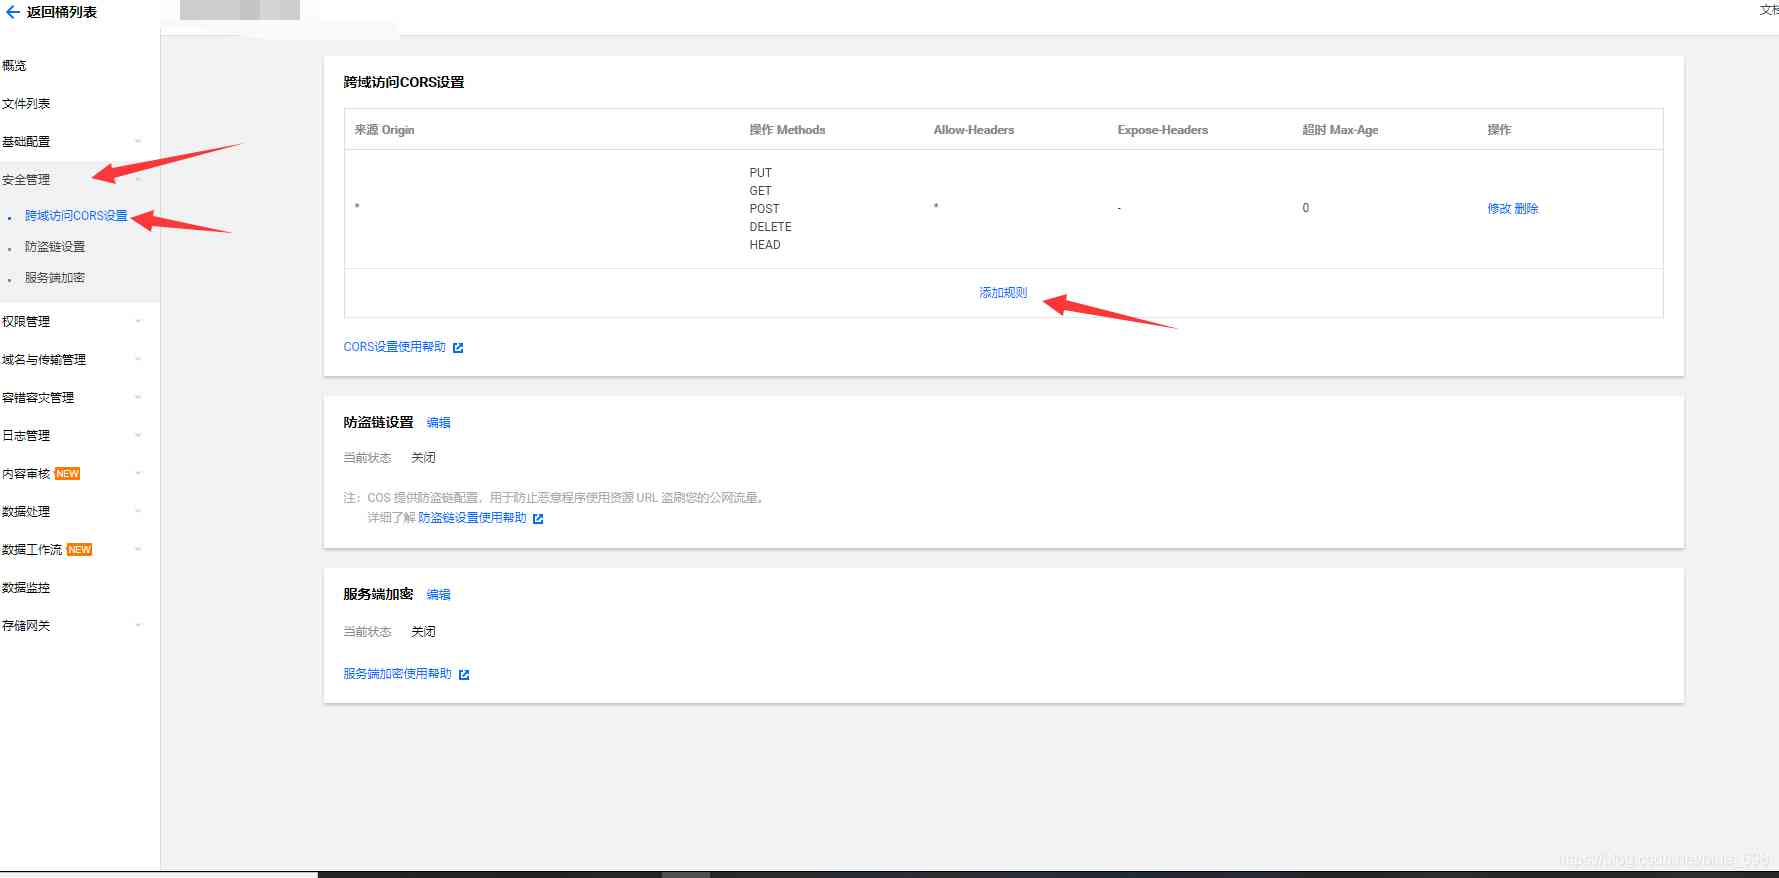 返回桶列表
文档
概览
文件列表
基础配置
安全管理
跨域访问CORS设置
防盗链设置
服务端加密
权限管理
域名与传输管理
容错容灾管理
日志管理
内容审核 NEW
数据处理
数据工作流 NEW
数据监控
存储网关
跨域访问CORS设置
来源 Origin 操作 Methods Allow-Headers Expose-Headers 超时 Max-Age 操作
PUT
GET
POST
* DELETE * - 0 修改 删除
HEAD
添加规则
CORS设置使用帮助
防盗链设置 编辑
当前状态 关闭
注: COS 提供防盗链配置，用于防止恶意程序使用资源 URL 盗刷您的公网流量。
详细了解 防盗链设置使用帮助
服务端加密 编辑
当前状态 关闭
服务端加密使用帮助